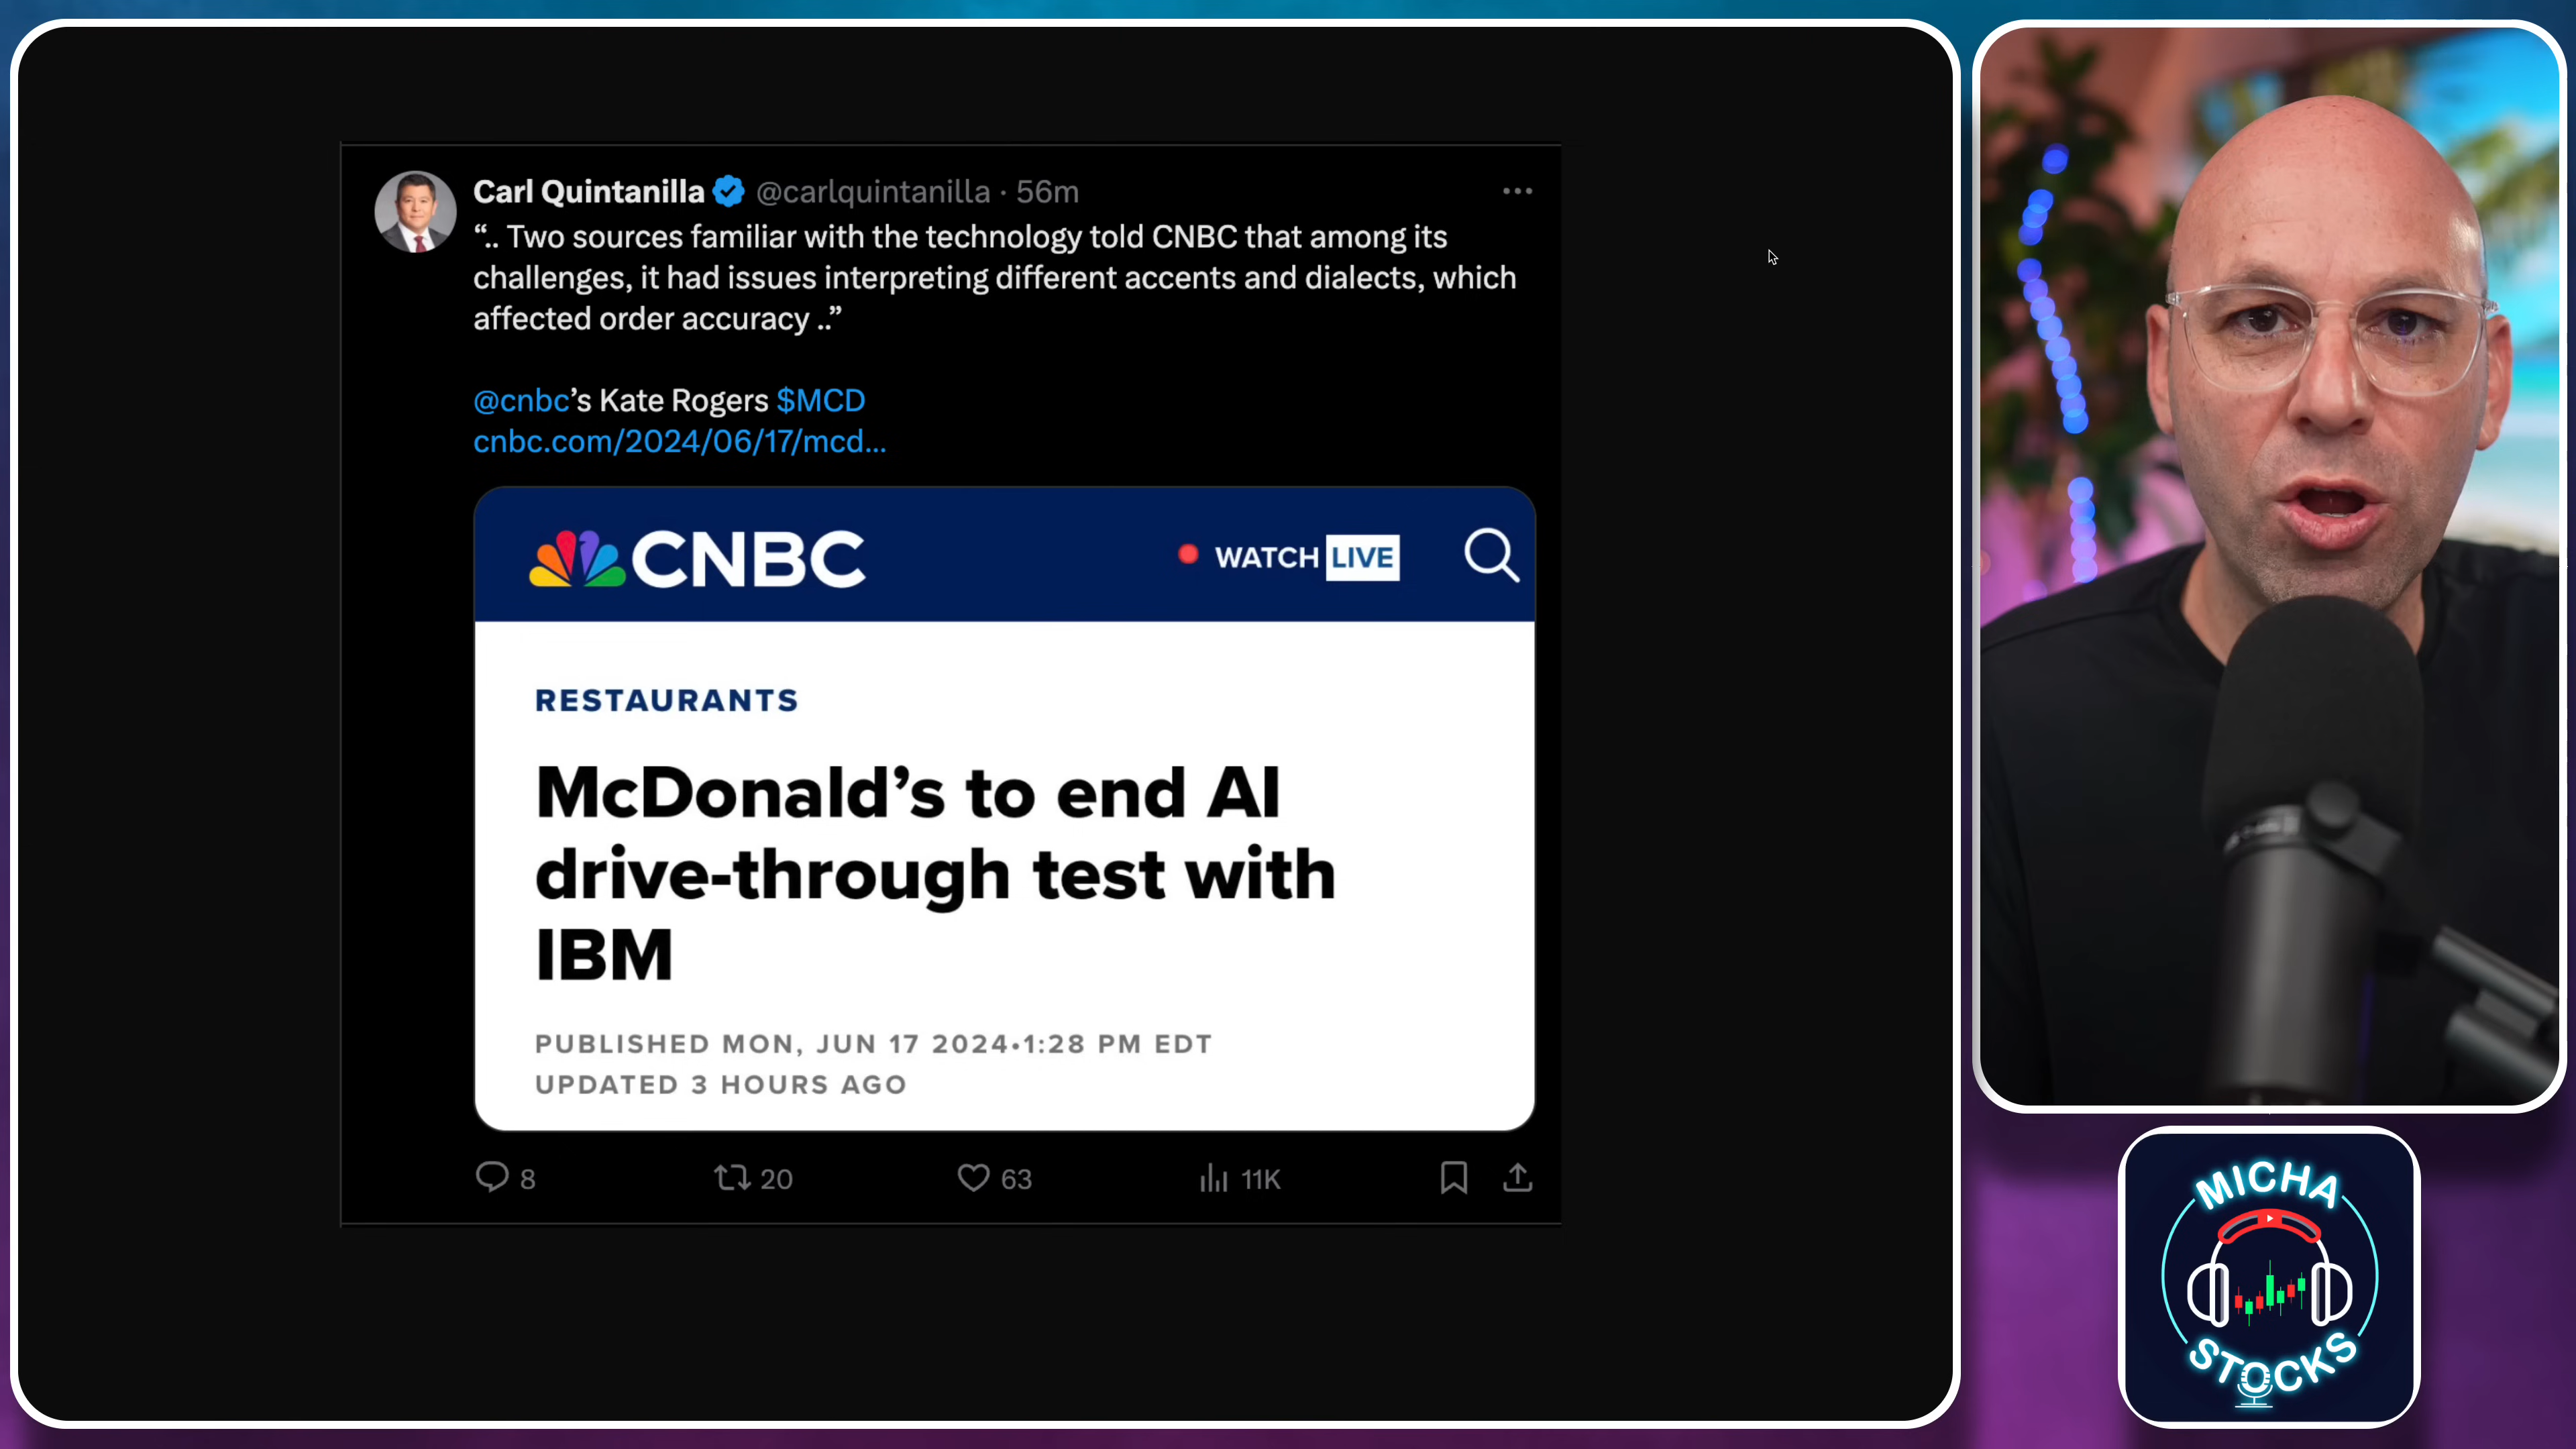 Carl Quintanilla @carlquintanilla · 56m
“.. Two sources familiar with the technology told CNBC that among its
challenges, it had issues interpreting different accents and dialects, which
affected order accuracy ..”
@cnbc’s Kate Rogers $MCD
cnbc.com/2024/06/17/mcd...
CNBC
WATCH LIVE
RESTAURANTS
McDonald’s to end AI
drive-through test with
IBM
PUBLISHED MON, JUN 17 2024•1:28 PM EDT
UPDATED 3 HOURS AGO
8 20 63 11K
MICHA
STOCKS